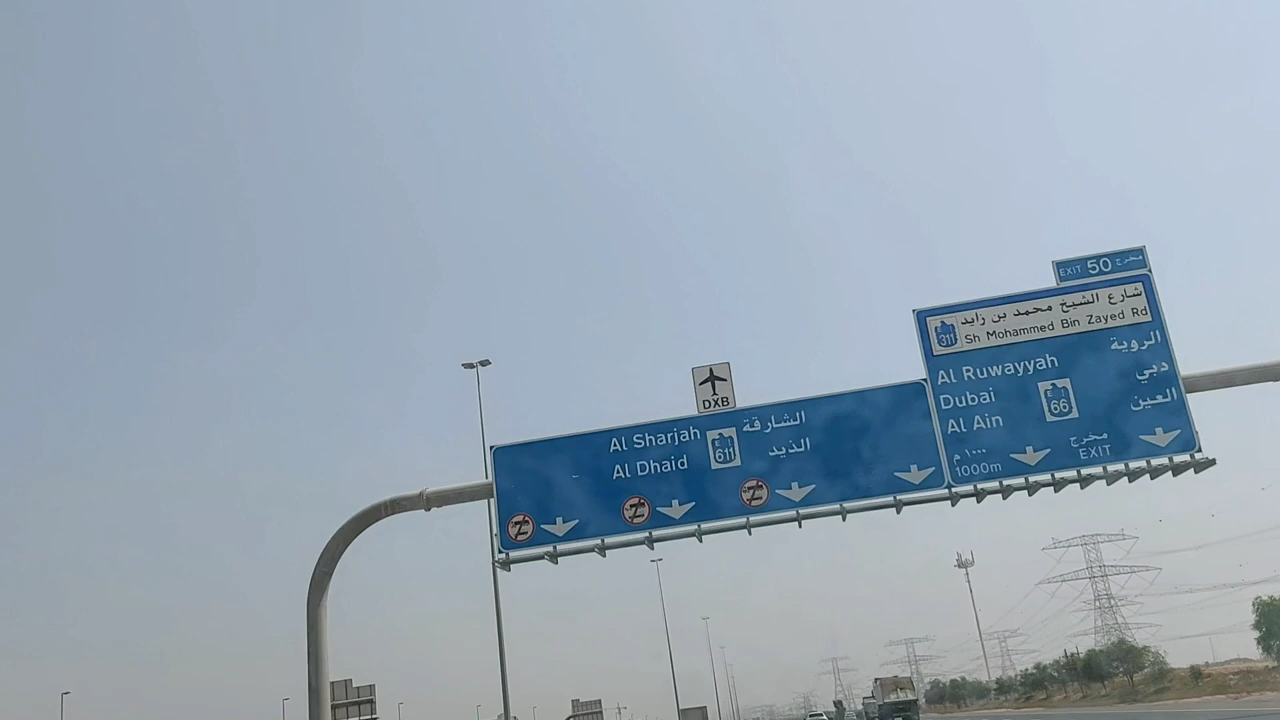 DXB
Al Sharjah
Al Dhaid
E 611
الشارقة
الذيد
EXIT 50 مخرج
E 311
شارع الشيخ محمد بن زايد
Sh Mohammed Bin Zayed Rd
Al Ruwayyah
Dubai
Al Ain
E 66
الروية
دبي
العين
١٠٠٠ م
1000m
مخرج
EXIT